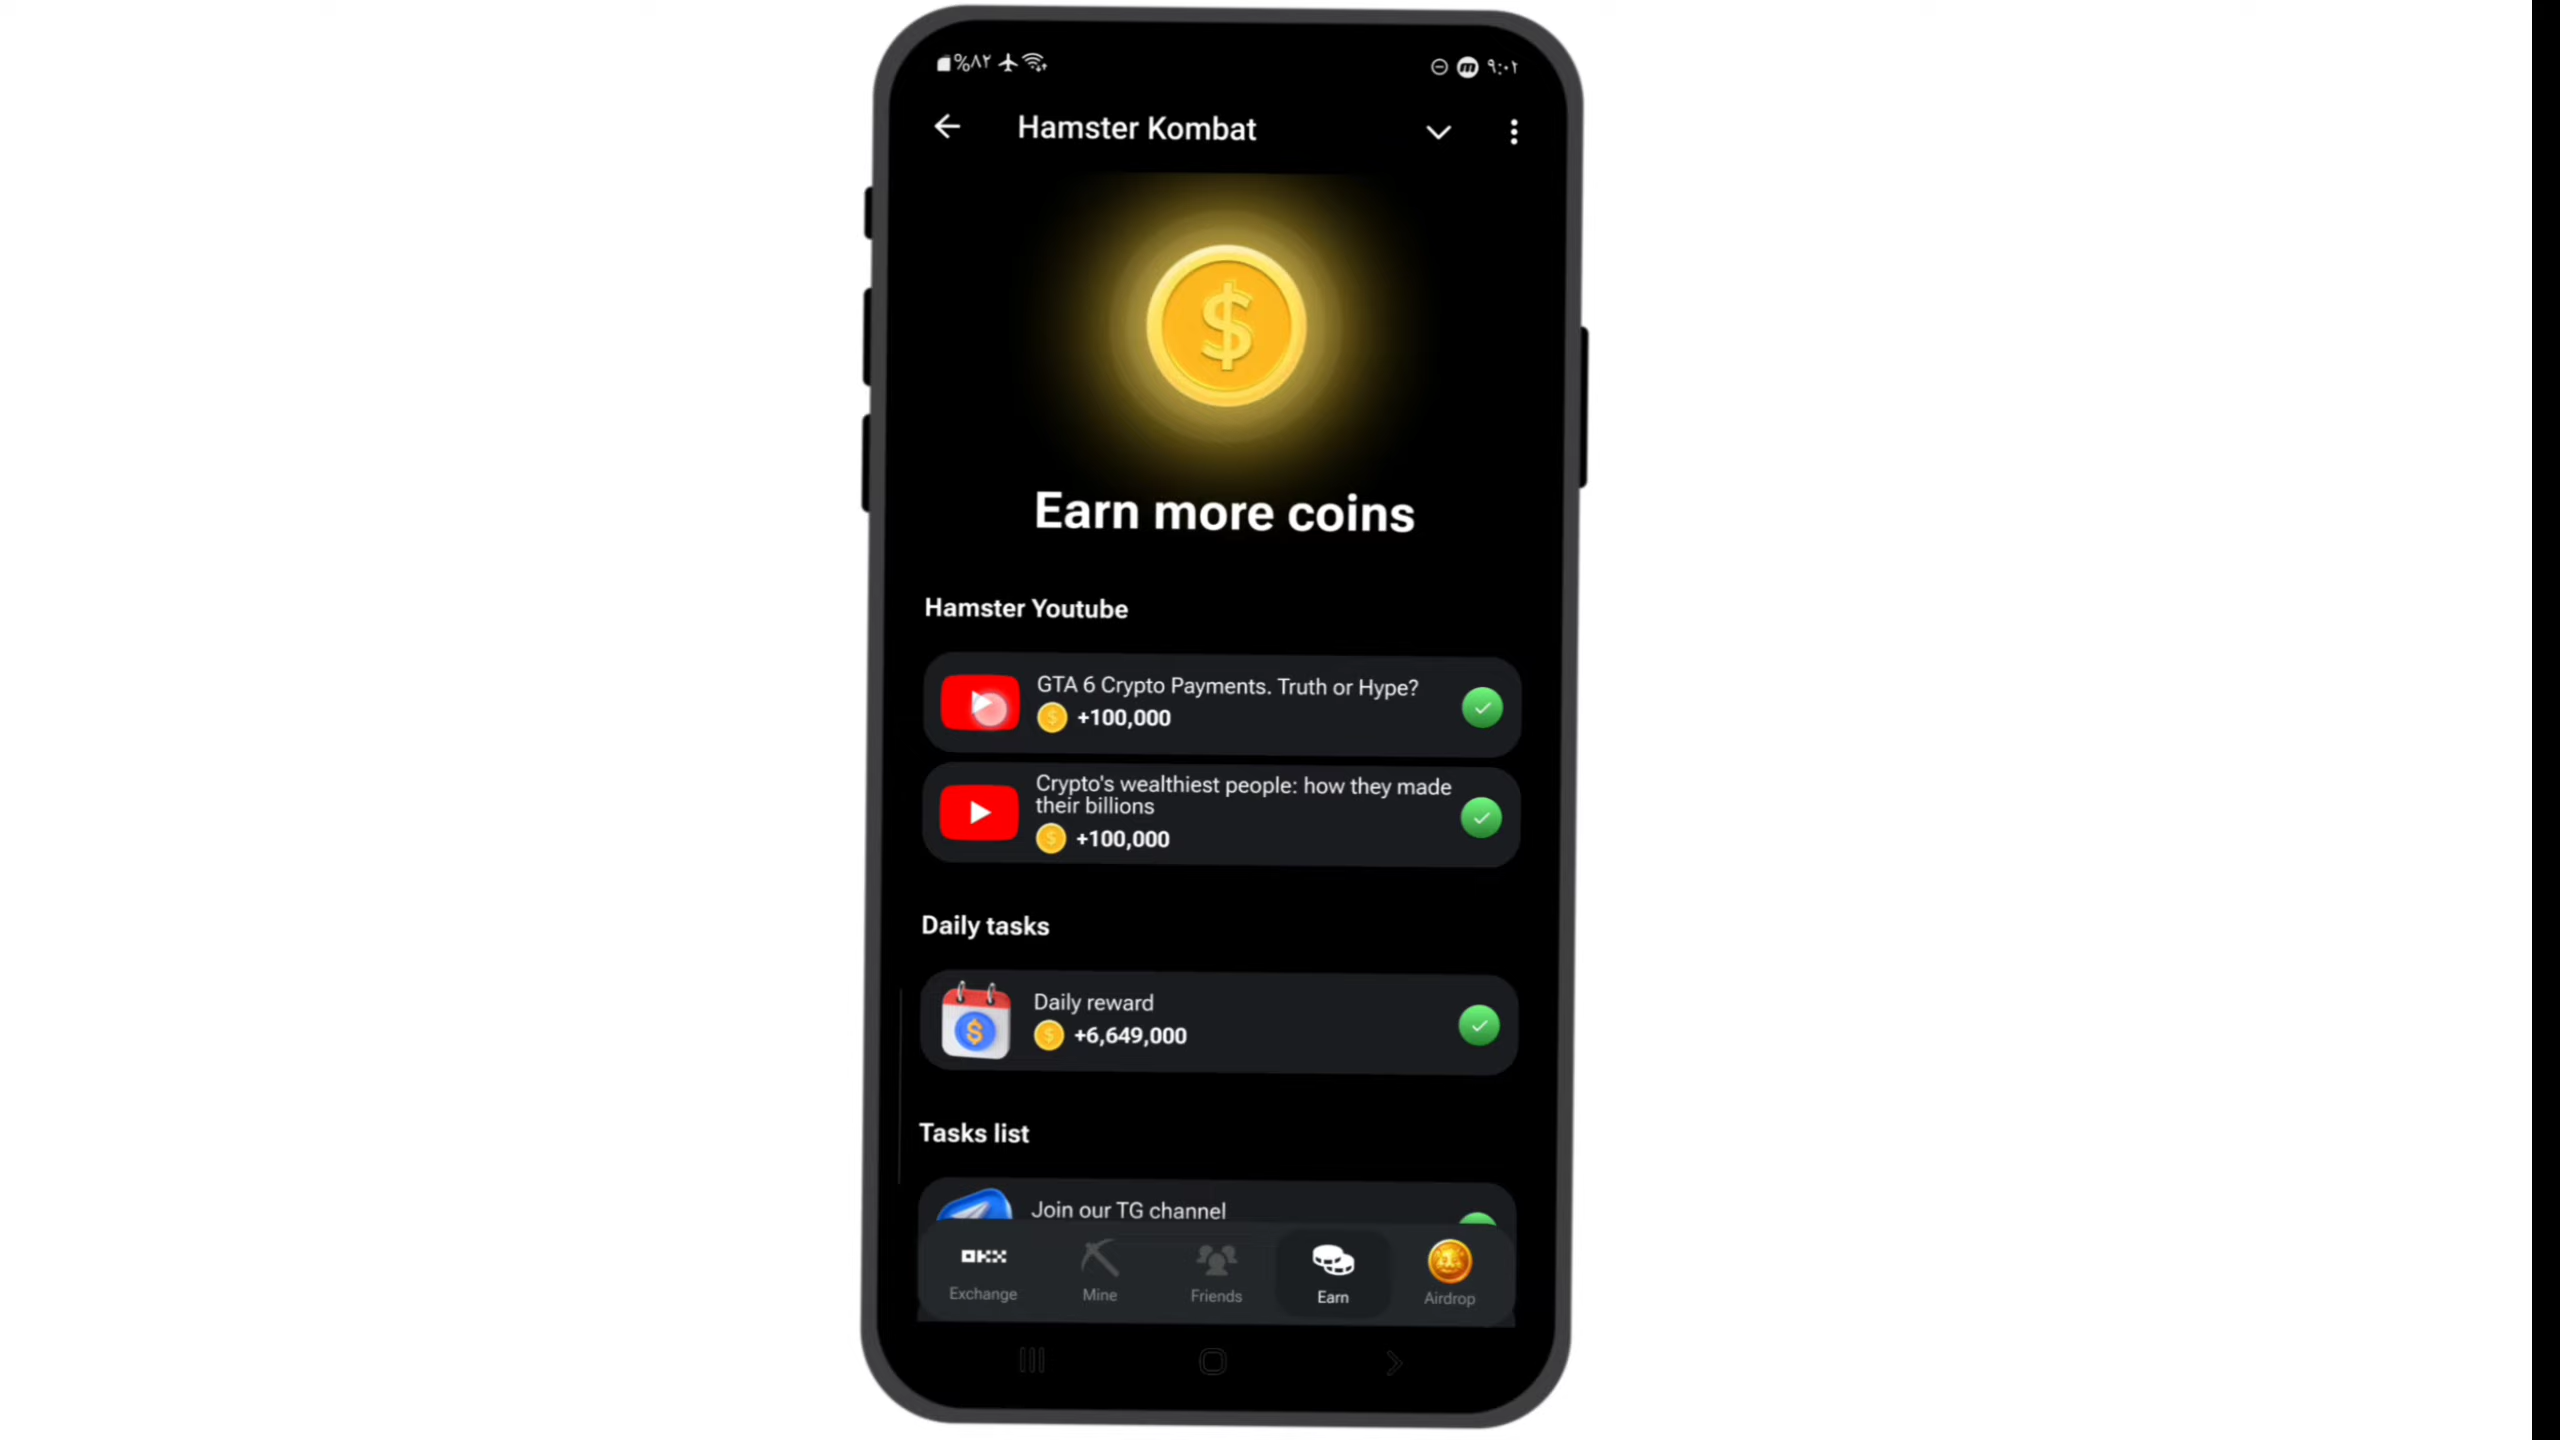 %٨٢
٩:٠٢
Hamster Kombat
Earn more coins
Hamster Youtube
GTA 6 Crypto Payments. Truth or Hype?
+100,000
Crypto's wealthiest people: how they made
their billions
+100,000
Daily tasks
Daily reward
+6,649,000
Tasks list
Join our TG channel
OKX
Exchange
Mine
Friends
Earn
Airdrop